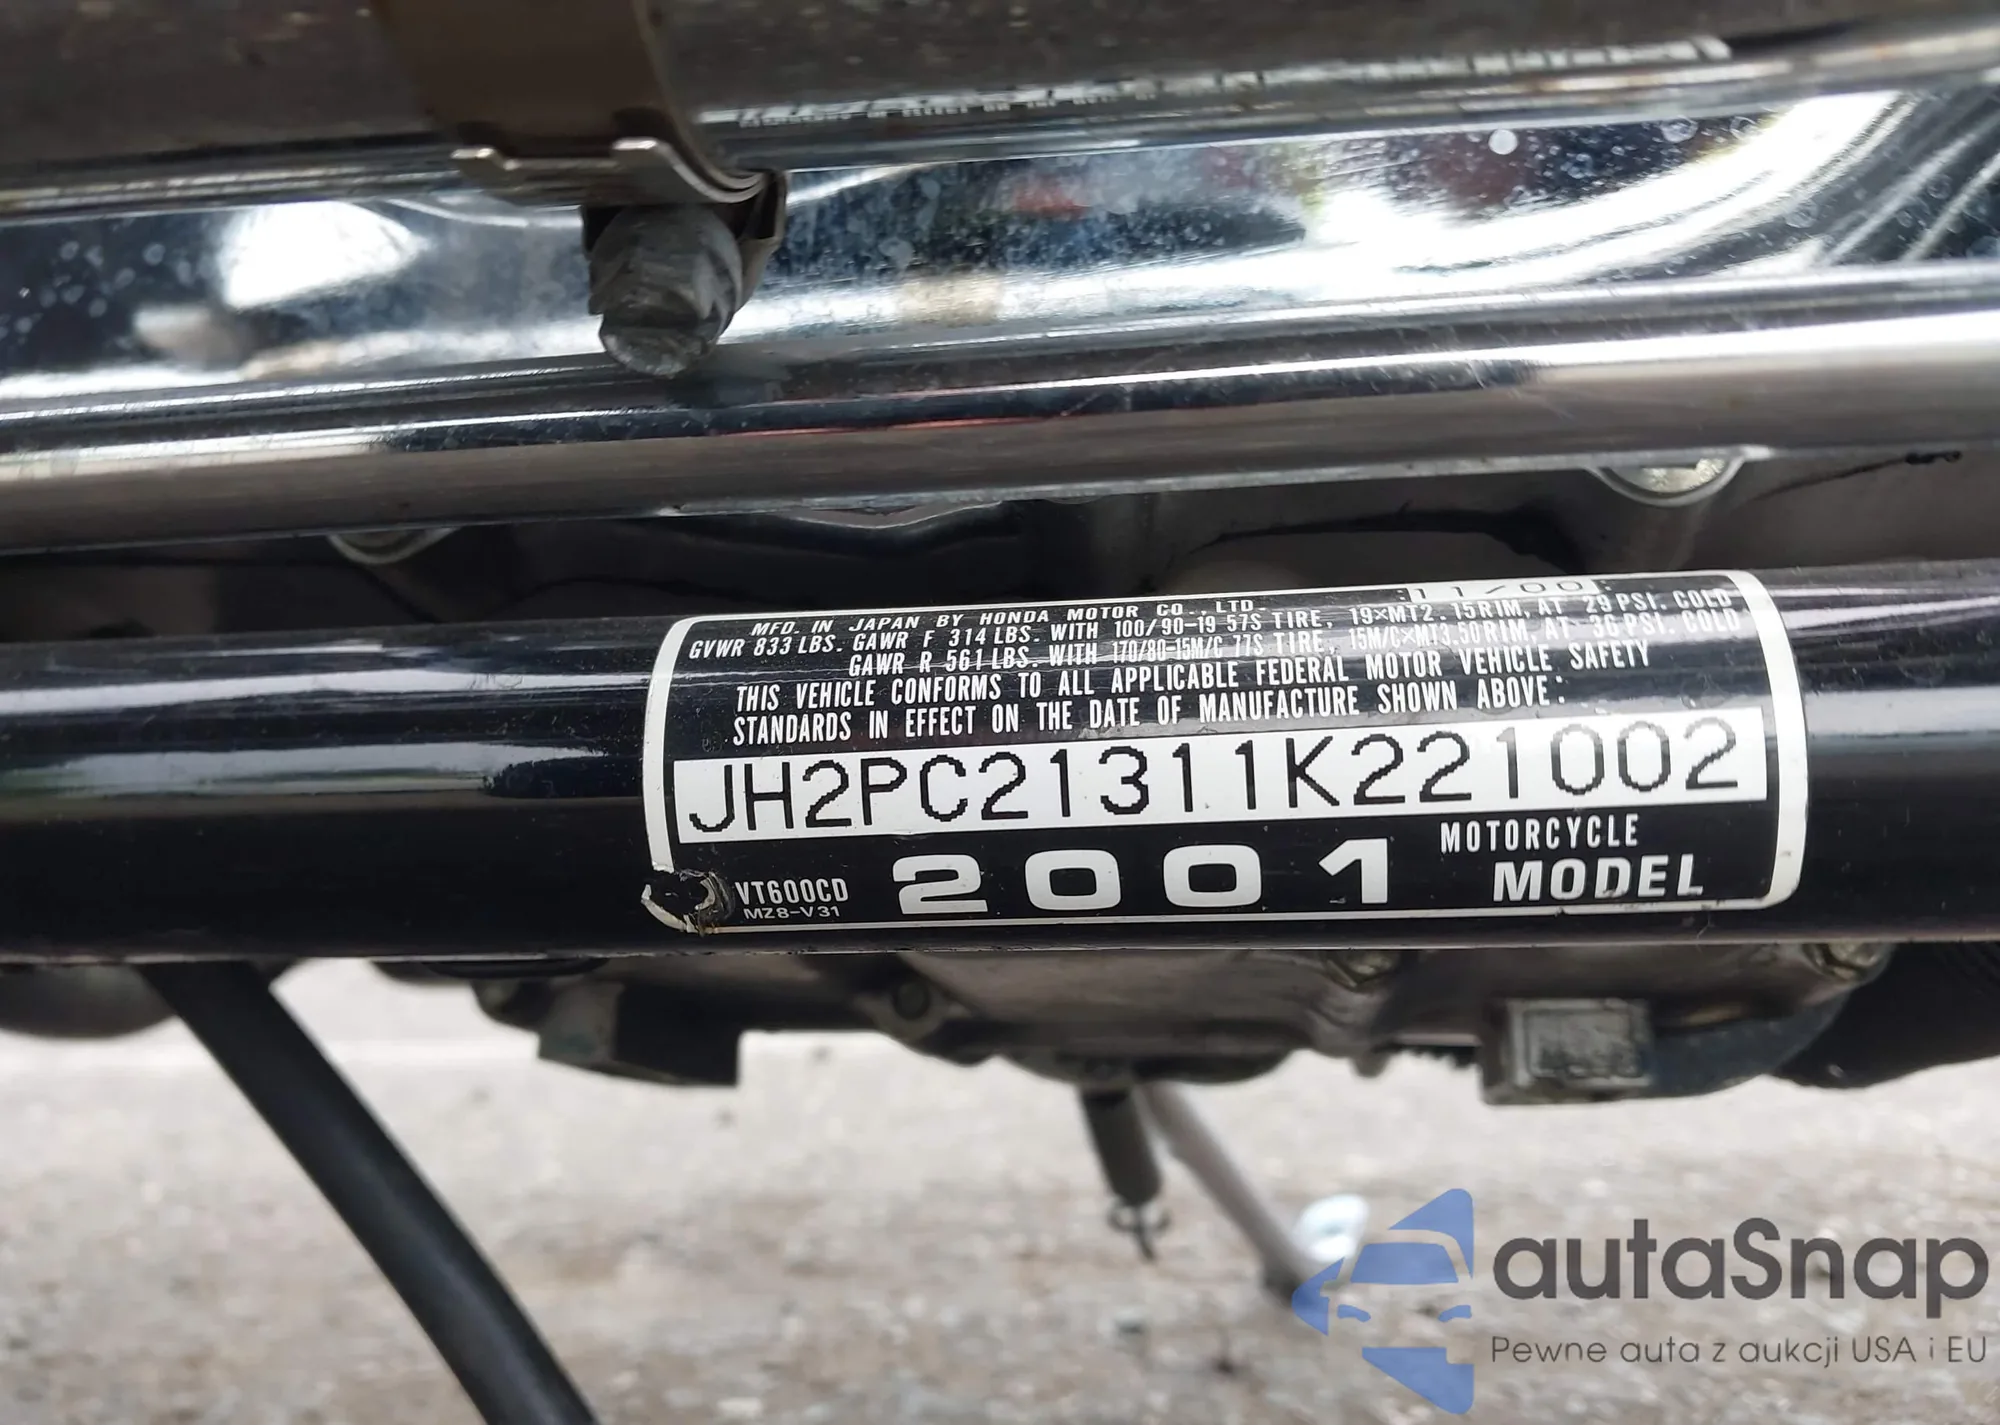 11/00
MFD. IN JAPAN BY HONDA MOTOR CO., LTD.
GVWR 833 LBS. GAWR F 314 LBS. WITH 100/90-19 57S TIRE, 19×MT2.15 RIM, AT 29 PSI. COLD
GAWR R 561 LBS. WITH 170/80-15M/C 77S TIRE, 15M/C×MT3.50 RIM, AT 36 PSI. COLD
THIS VEHICLE CONFORMS TO ALL APPLICABLE FEDERAL MOTOR VEHICLE SAFETY
STANDARDS IN EFFECT ON THE DATE OF MANUFACTURE SHOWN ABOVE:
JH2PC21311K221002
VT600CD
MZ8-V31
2001
MOTORCYCLE
MODEL
autaSnap
Pewne auta z aukcji USA i EU